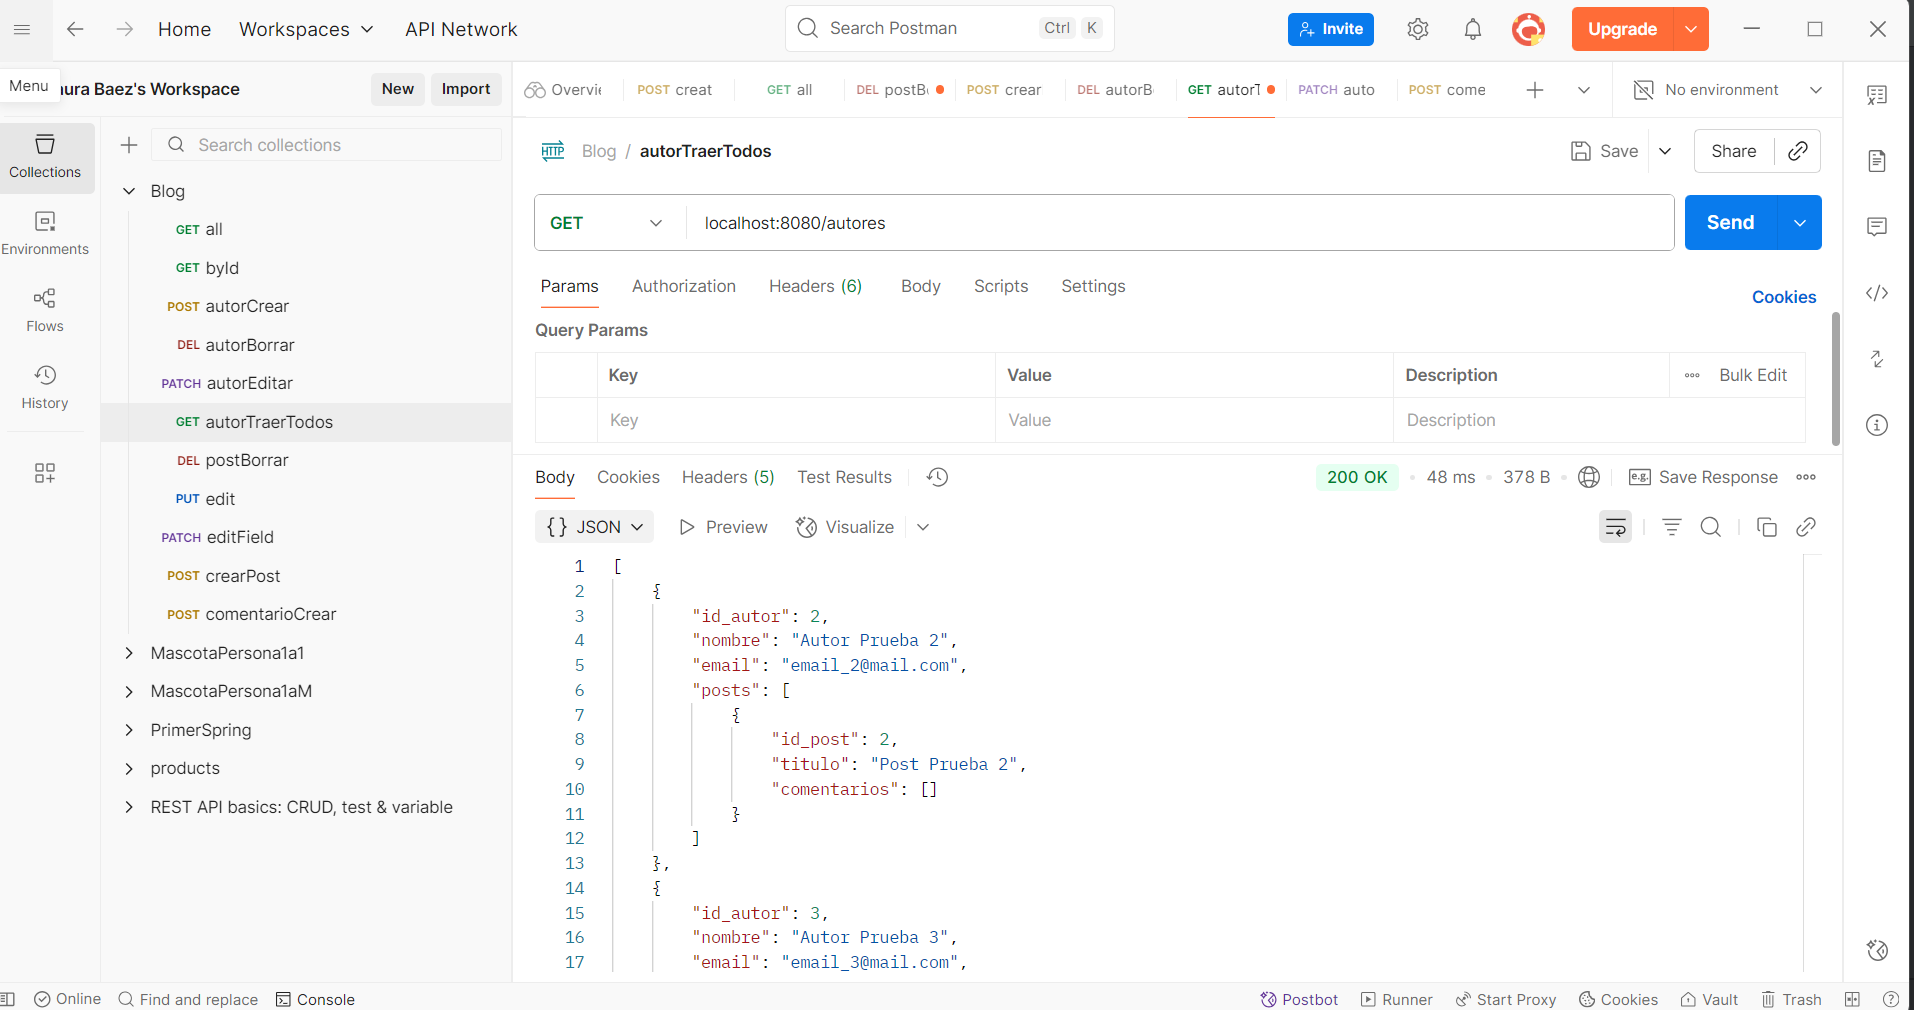 Home Workspaces API Network Search Postman Ctrl K Invite Upgrade
Menu
aura Baez's Workspace New Import
Overvie POST creat GET all DEL postB POST crear DEL autorB GET autorT PATCH auto POST come No environment
Collections
Environments
Flows
History
Search collections
Blog
GET all
GET byId
POST autorCrear
DEL autorBorrar
PATCH autorEditar
GET autorTraerTodos
DEL postBorrar
PUT edit
PATCH editField
POST crearPost
POST comentarioCrear
MascotaPersona1a1
MascotaPersona1aM
PrimerSpring
products
REST API basics: CRUD, test & variable
HTTP Blog / autorTraerTodos Save Share
GET localhost:8080/autores Send
Params Authorization Headers (6) Body Scripts Settings Cookies
Query Params
Key Value Description Bulk Edit
Key Value Description
Body Cookies Headers (5) Test Results 200 OK • 48 ms • 378 B • e.g. Save Response
{} JSON Preview Visualize
1 [
2 {
3 "id_autor": 2,
4 "nombre": "Autor Prueba 2",
5 "email": "email_2@mail.com",
6 "posts": [
7 {
8 "id_post": 2,
9 "titulo": "Post Prueba 2",
10 "comentarios": []
11 }
12 ]
13 },
14 {
15 "id_autor": 3,
16 "nombre": "Autor Prueba 3",
17 "email": "email_3@mail.com",
Online Find and replace Console Postbot Runner Start Proxy Cookies Vault Trash